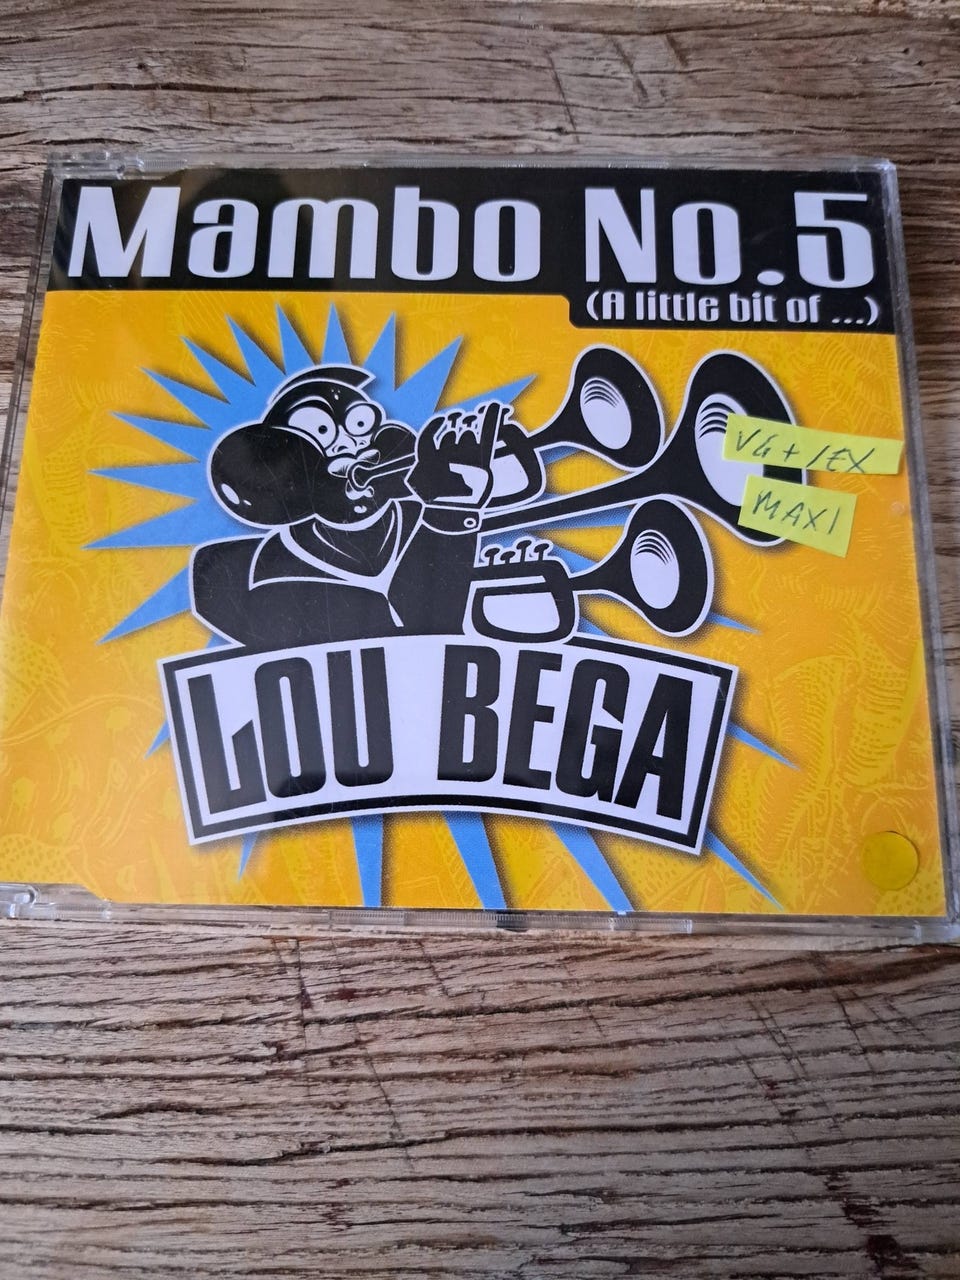 Mambo No.5
(A little bit of ...)
VG+/EX
MAXI
LOU BEGA